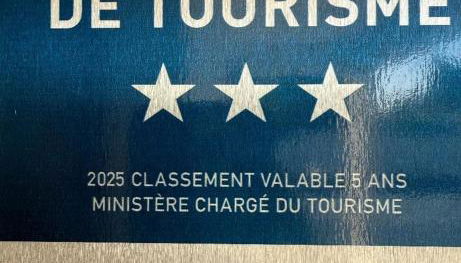 DE TOURISME
2025 CLASSEMENT VALABLE 5 ANS
MINISTÈRE CHARGÉ DU TOURISME